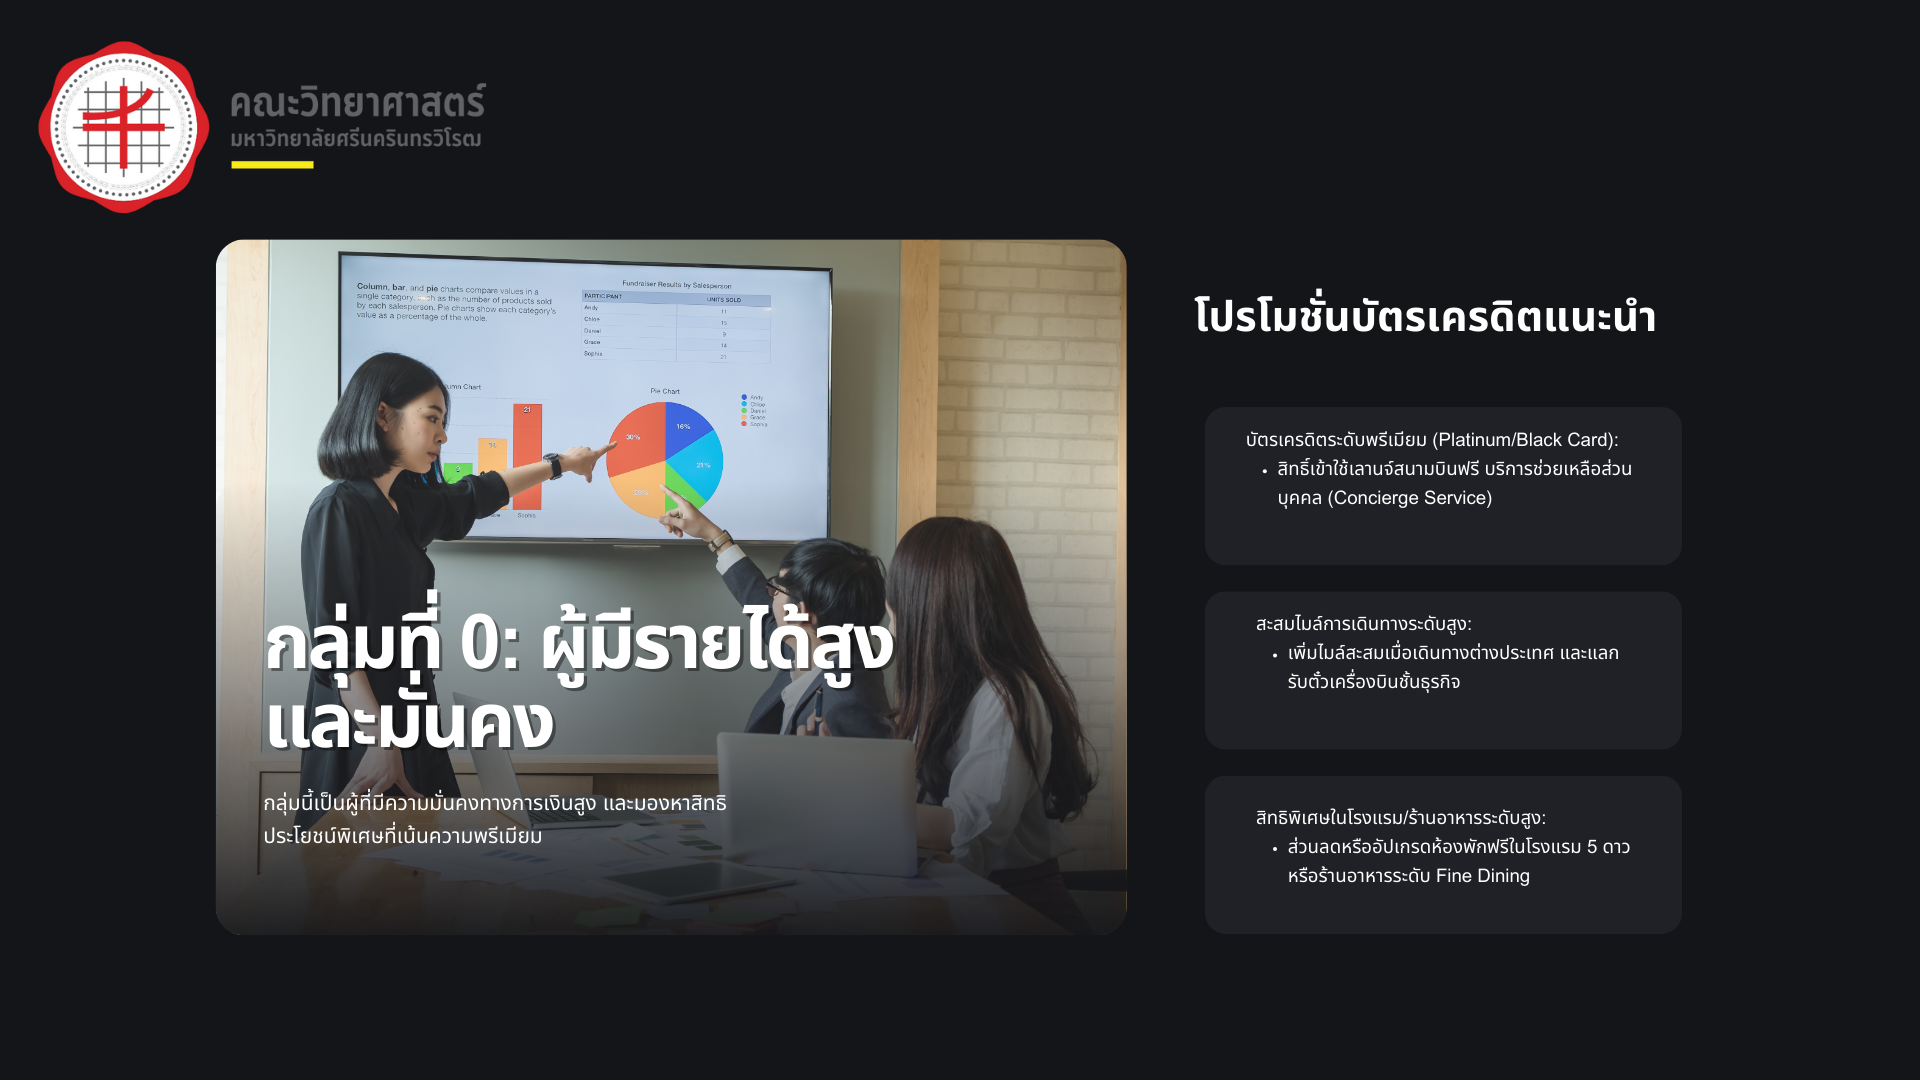 คณะวิทยาศาสตร์
มหาวิทยาลัยศรีนครินทรวิโรฒ
Column, bar, and pie charts compare values in a
single category, such as the number of products sold
by each salesperson. Pie charts show each category's
value as a percentage of the whole.
Fundraiser Results by Salesperson
PARTICIPANT UNITS SOLD
Andy 11
Chloe 15
Daniel 9
Grace 14
Sophia 21
Chart
21
14
9
Sophia
Pie Chart
Andy
Chloe
Daniel
Grace
Sophia
16%
30%
21%
กลุ่มที่ 0: ผู้มีรายได้สูง
และมั่นคง
กลุ่มนี้เป็นผู้ที่มีความมั่นคงทางการเงินสูง และมองหาสิทธิ
ประโยชน์พิเศษที่เน้นความพรีเมียม
โปรโมชั่นบัตรเครดิตแนะนำ
บัตรเครดิตระดับพรีเมียม (Platinum/Black Card):
• สิทธิ์เข้าใช้เลานจ์สนามบินฟรี บริการช่วยเหลือส่วน
บุคคล (Concierge Service)
สะสมไมล์การเดินทางระดับสูง:
• เพิ่มไมล์สะสมเมื่อเดินทางต่างประเทศ และแลก
รับตั๋วเครื่องบินชั้นธุรกิจ
สิทธิพิเศษในโรงแรม/ร้านอาหารระดับสูง:
• ส่วนลดหรืออัปเกรดห้องพักฟรีในโรงแรม 5 ดาว
หรือร้านอาหารระดับ Fine Dining